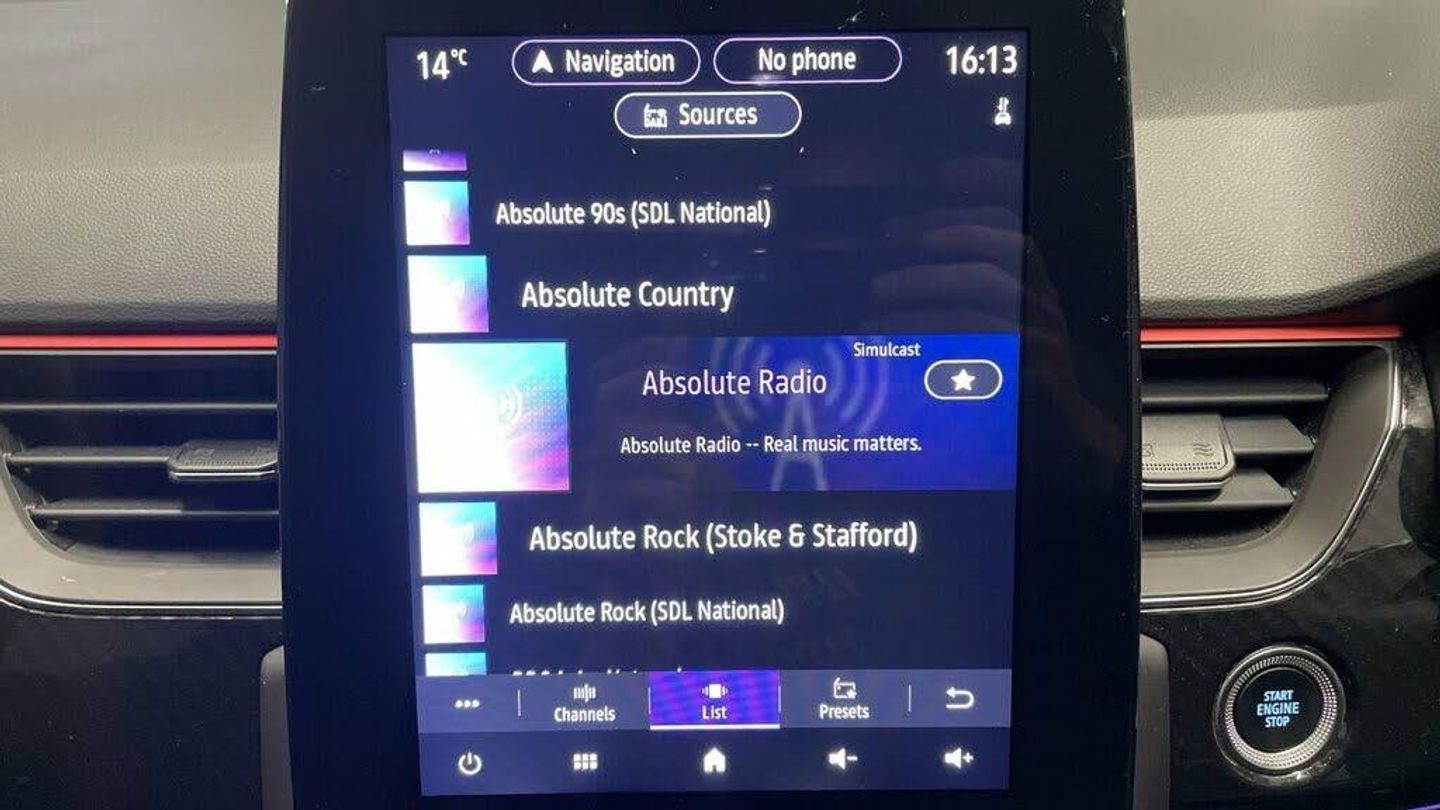 14°C
Navigation
No phone
16:13
Sources
Absolute 90s (SDL National)
Absolute Country
Simulcast
Absolute Radio
Absolute Radio -- Real music matters.
Absolute Rock (Stoke & Stafford)
Absolute Rock (SDL National)
Channels
List
Presets
START
ENGINE
STOP